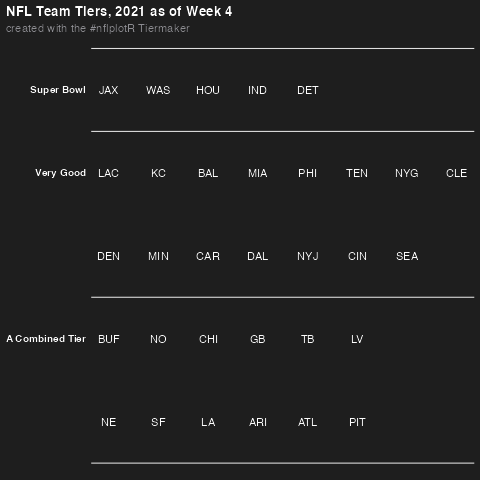 NFL Team Tiers, 2021 as of Week 4
created with the #nflplotR Tiermaker
Super Bowl JAX WAS HOU IND DET
Very Good LAC KC BAL MIA PHI TEN NYG CLE
DEN MIN CAR DAL NYJ CIN SEA
A Combined Tier BUF NO CHI GB TB LV
NE SF LA ARI ATL PIT